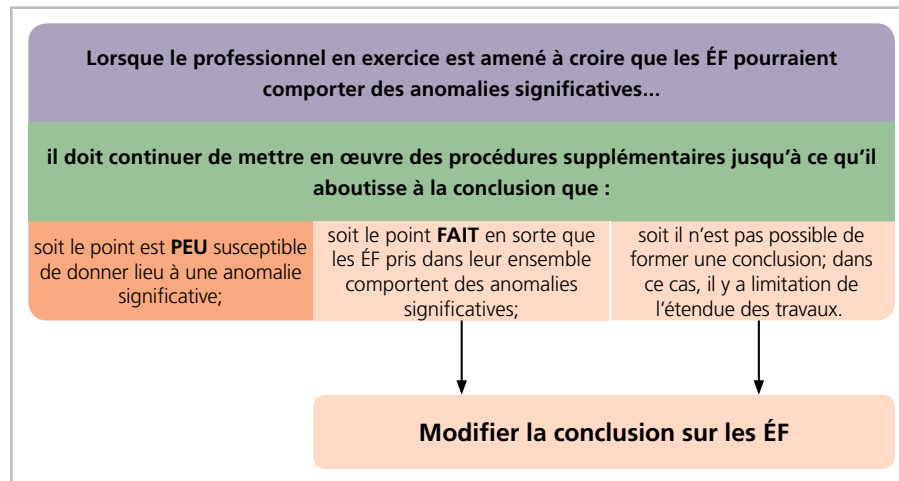 Lorsque le professionnel en exercice est amené à croire que les ÉF pourraient
comporter des anomalies significatives...
il doit continuer de mettre en œuvre des procédures supplémentaires jusqu'à ce qu'il
aboutisse à la conclusion que :
soit le point est PEU susceptible
de donner lieu à une anomalie
significative;
soit le point FAIT en sorte que
les ÉF pris dans leur ensemble
comportent des anomalies
significatives;
soit il n'est pas possible de
former une conclusion; dans
ce cas, il y a limitation de
l'étendue des travaux.
Modifier la conclusion sur les ÉF